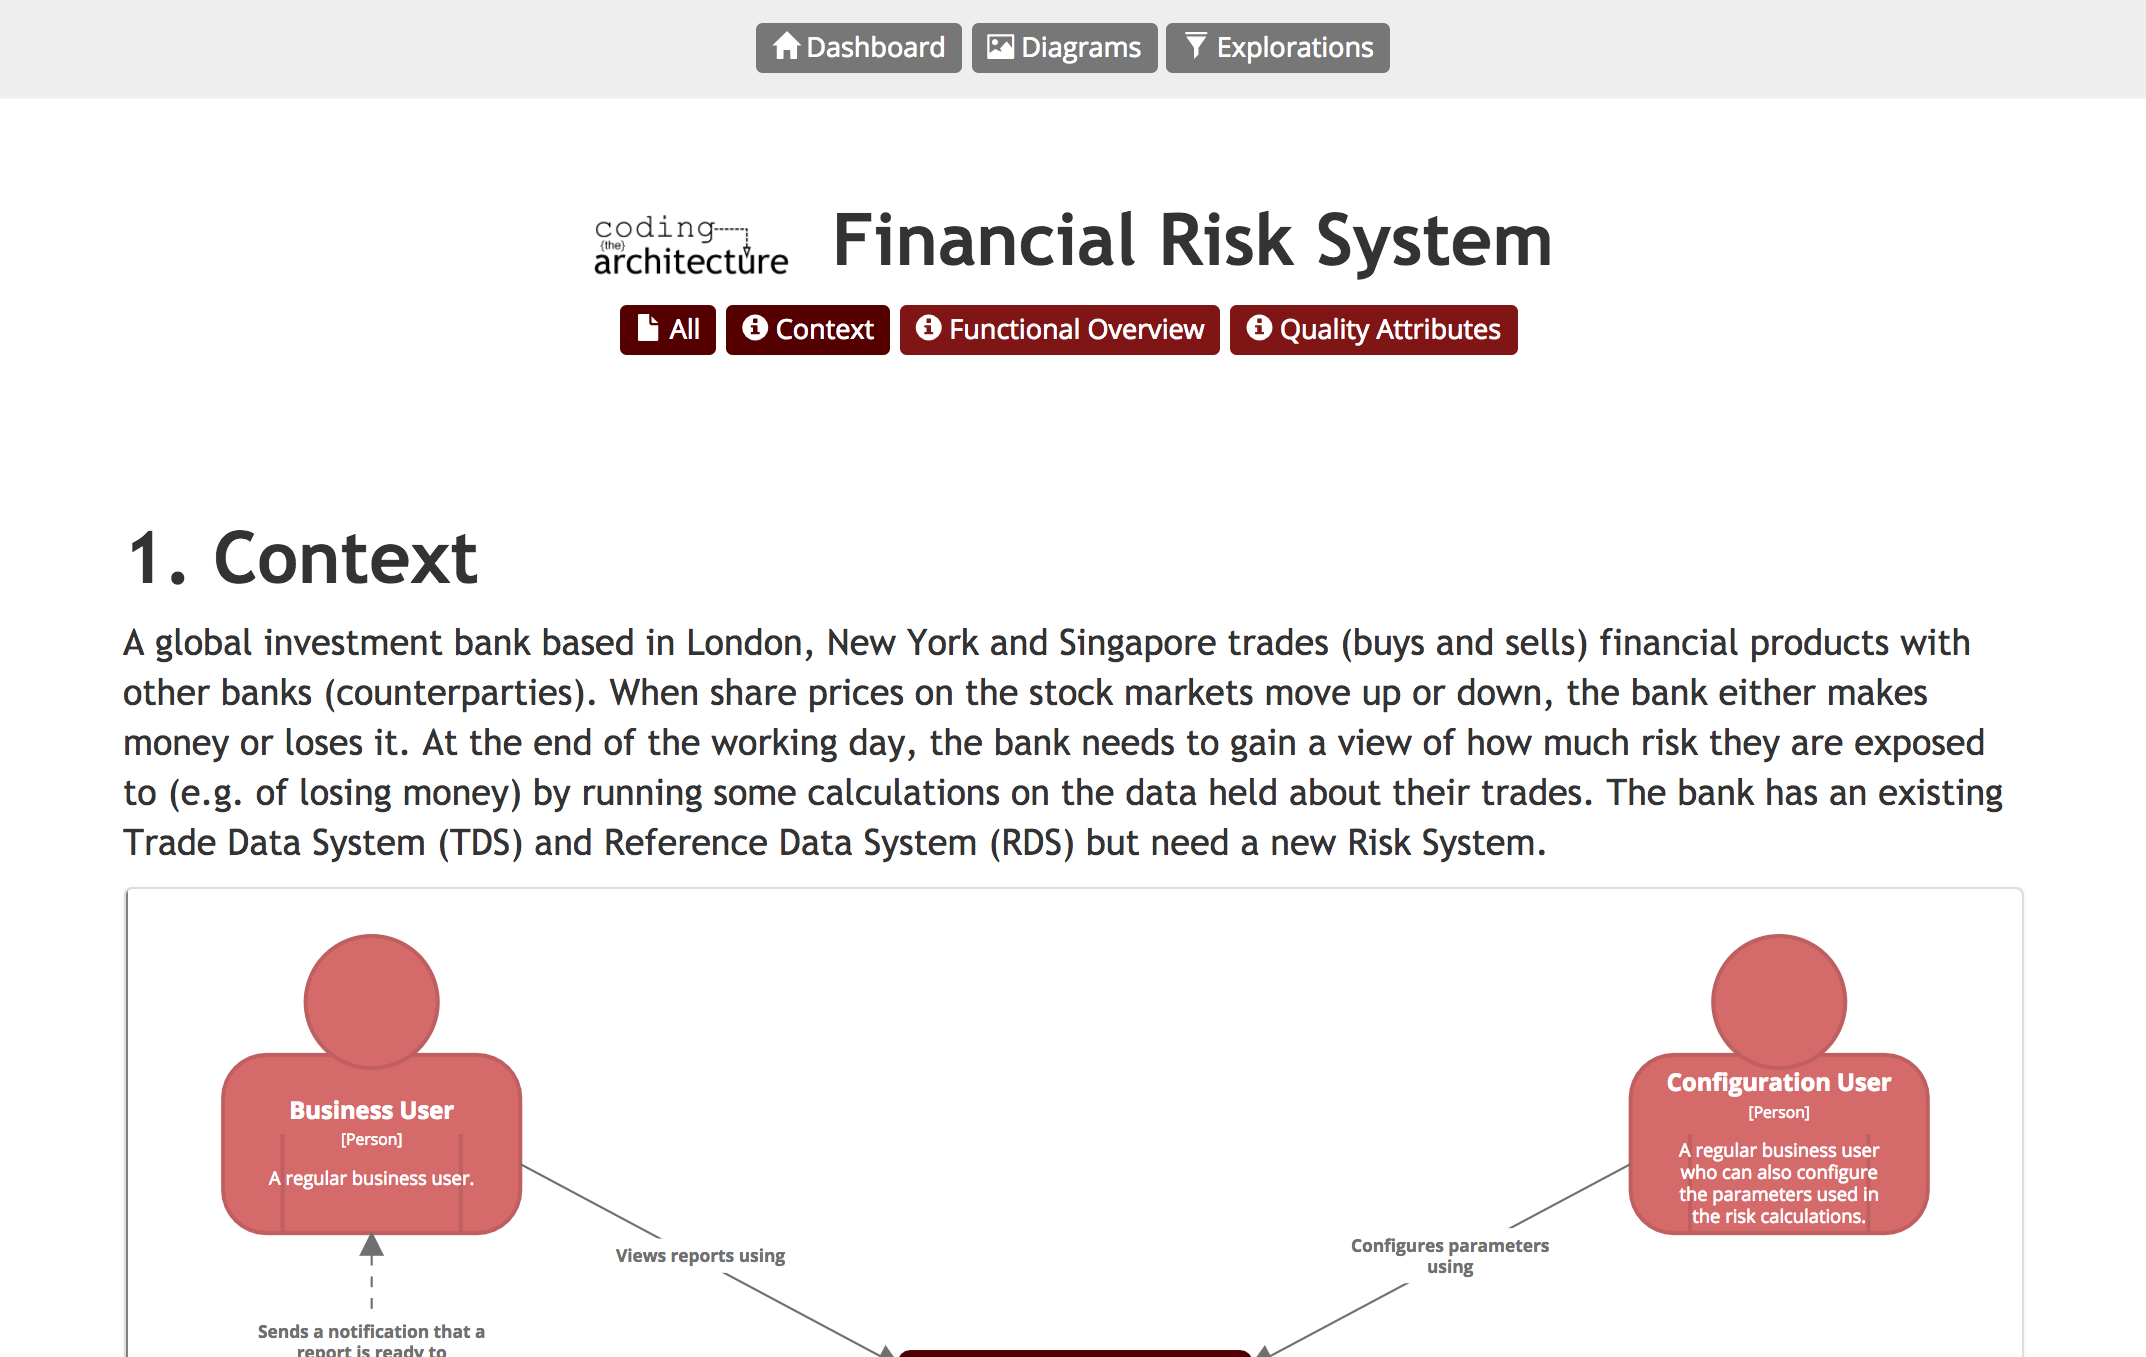 Dashboard Diagrams Explorations
coding
{the}
architecture
Financial Risk System
All Context Functional Overview Quality Attributes
1. Context
A global investment bank based in London, New York and Singapore trades (buys and sells) financial products with
other banks (counterparties). When share prices on the stock markets move up or down, the bank either makes
money or loses it. At the end of the working day, the bank needs to gain a view of how much risk they are exposed
to (e.g. of losing money) by running some calculations on the data held about their trades. The bank has an existing
Trade Data System (TDS) and Reference Data System (RDS) but need a new Risk System.
Business User
[Person]
A regular business user.
Configuration User
[Person]
A regular business user
who can also configure
the parameters used in
the risk calculations.
Views reports using
Configures parameters
using
Sends a notification that a
report is ready to